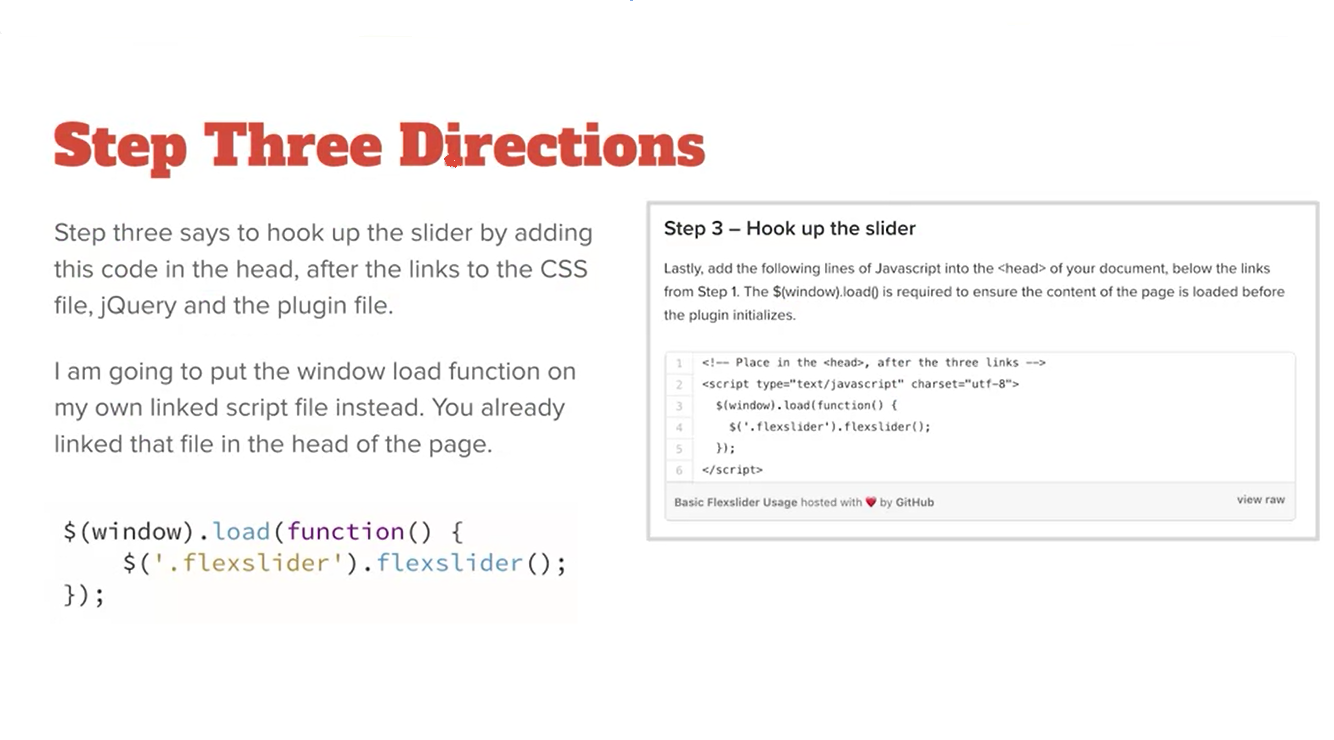 Step Three Directions
Step three says to hook up the slider by adding
this code in the head, after the links to the CSS
file, jQuery and the plugin file.
I am going to put the window load function on
my own linked script file instead. You already
linked that file in the head of the page.
$(window).load(function() {
    $('.flexslider').flexslider();
});
Step 3 – Hook up the slider
Lastly, add the following lines of Javascript into the <head> of your document, below the links
from Step 1. The $(window).load() is required to ensure the content of the page is loaded before
the plugin initializes.
1 <!-- Place in the <head>, after the three links -->
2 <script type="text/javascript" charset="utf-8">
3   $(window).load(function() {
4     $('.flexslider').flexslider();
5   });
6 </script>
Basic Flexslider Usage hosted with ❤ by GitHub view raw